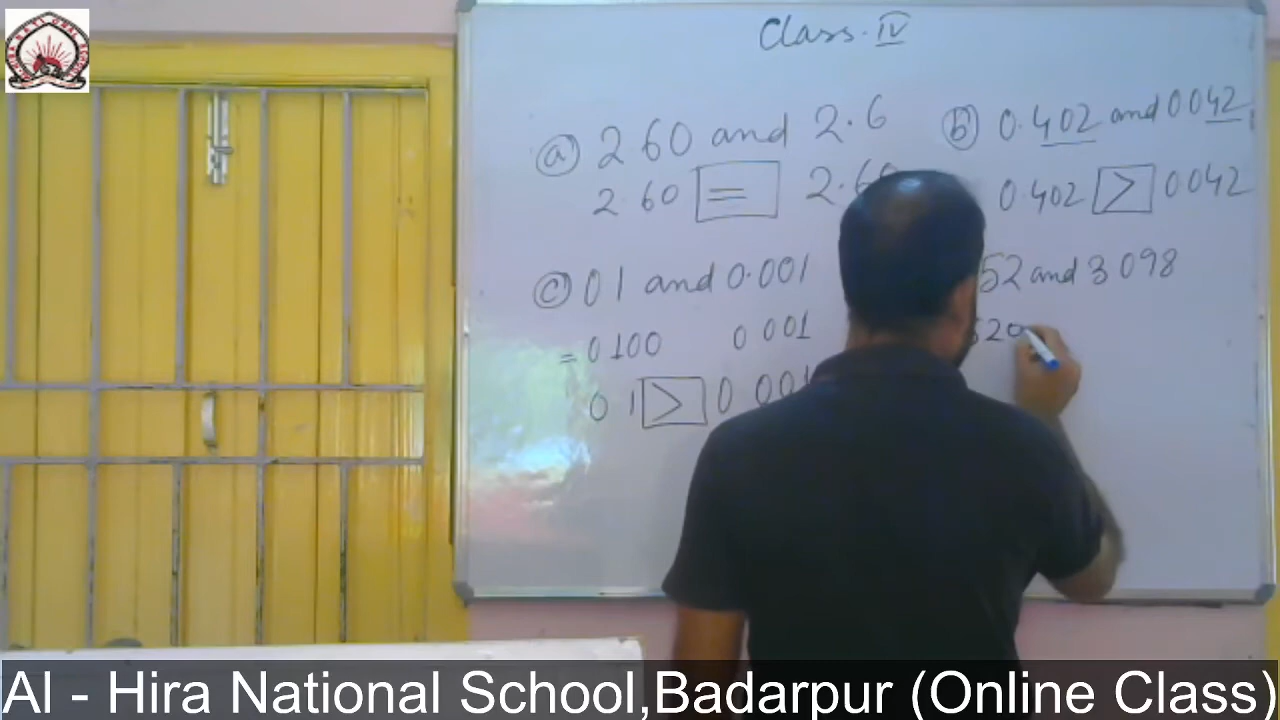 Class. IV
a) 2.60 and 2.6
2.60 = 2.60
b) 0.402 and 0.042
0.402 > 0.042
c) 0.1 and 0.001
= 0.100 0.001
0.1 > 0.001
52 and 3.098
520
Al - Hira National School,Badarpur (Online Class)